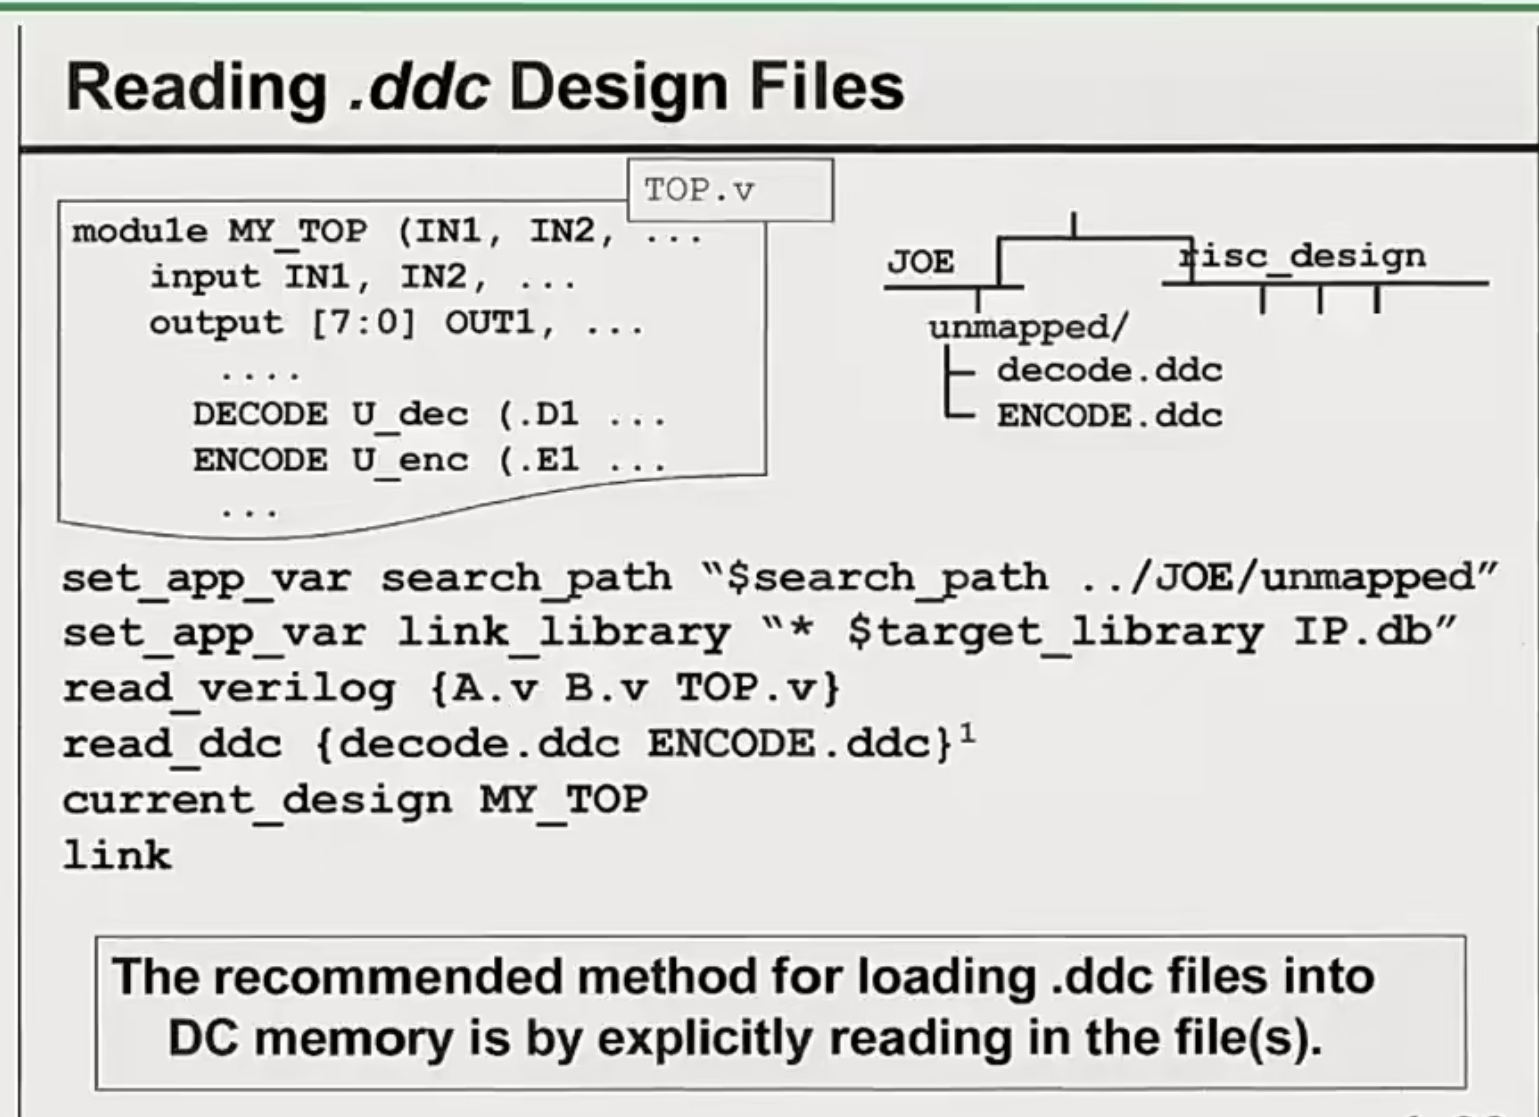 Reading .ddc Design Files
TOP.v
module MY_TOP (IN1, IN2, ...
input IN1, IN2, ...
output [7:0] OUT1, ...
....
DECODE U_dec (.D1 ...
ENCODE U_enc (.E1 ...
...
JOE
risc_design
unmapped/
decode.ddc
ENCODE.ddc
set_app_var search_path “$search_path ../JOE/unmapped”
set_app_var link_library “* $target_library IP.db”
read_verilog {A.v B.v TOP.v}
read_ddc {decode.ddc ENCODE.ddc}¹
current_design MY_TOP
link
The recommended method for loading .ddc files into
DC memory is by explicitly reading in the file(s).